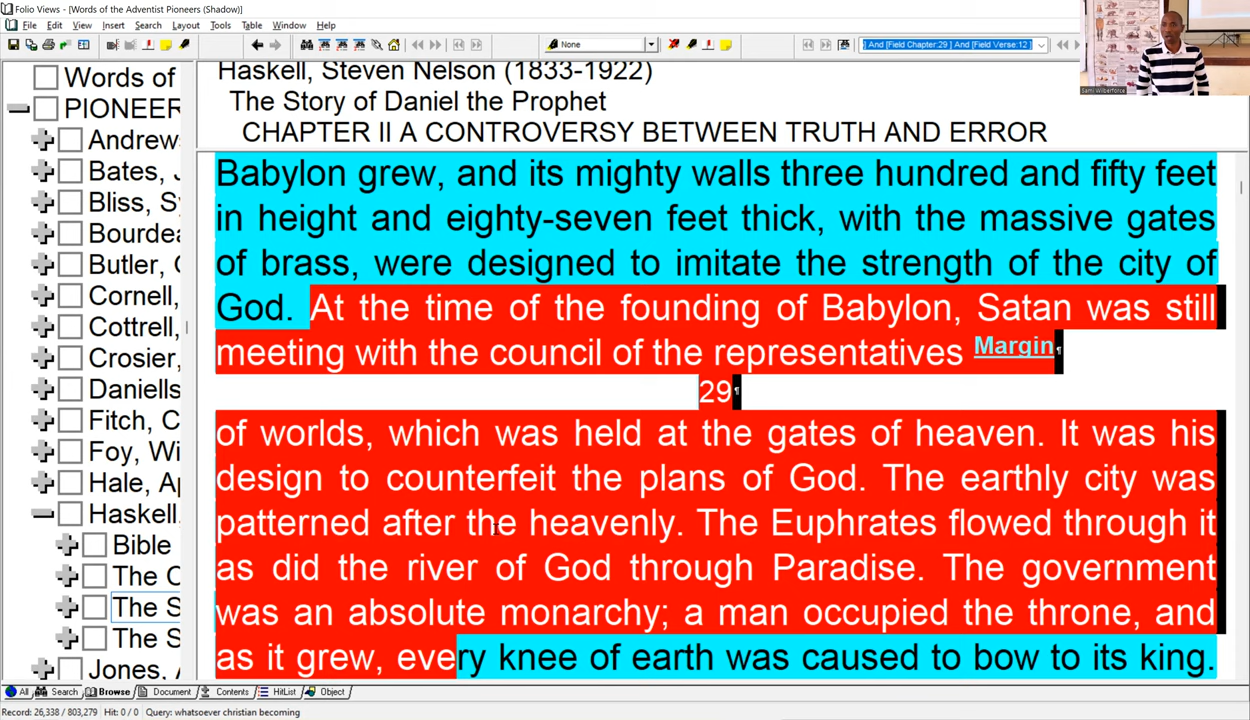 Folio Views - [Words of the Adventist Pioneers (Shadow)]
File Edit View Insert Search Layout Tools Table Window Help
None
] And [Field Chapter:29 ] And [Field Verse:12 ]
Sami Wilberforce
Words of
PIONEER
Andrew
Bates, J
Bliss, Sy
Bourdea
Butler, G
Cornell,
Cottrell,
Crosier,
Daniells
Fitch, C
Foy, Wi
Hale, Ap
Haskell,
Bible
The C
The S
The S
Jones, A
Haskell, Steven Nelson (1833-1922)
The Story of Daniel the Prophet
CHAPTER II A CONTROVERSY BETWEEN TRUTH AND ERROR
Babylon grew, and its mighty walls three hundred and fifty feet
in height and eighty-seven feet thick, with the massive gates
of brass, were designed to imitate the strength of the city of
God. At the time of the founding of Babylon, Satan was still
meeting with the council of the representatives Margin¶
29¶
of worlds, which was held at the gates of heaven. It was his
design to counterfeit the plans of God. The earthly city was
patterned after the heavenly. The Euphrates flowed through it
as did the river of God through Paradise. The government
was an absolute monarchy; a man occupied the throne, and
as it grew, every knee of earth was caused to bow to its king.
All Search Browse Document Contents HitList Object
Record: 26,338 / 803,279 Hit: 0 / 0 Query: whatsoever christian becoming